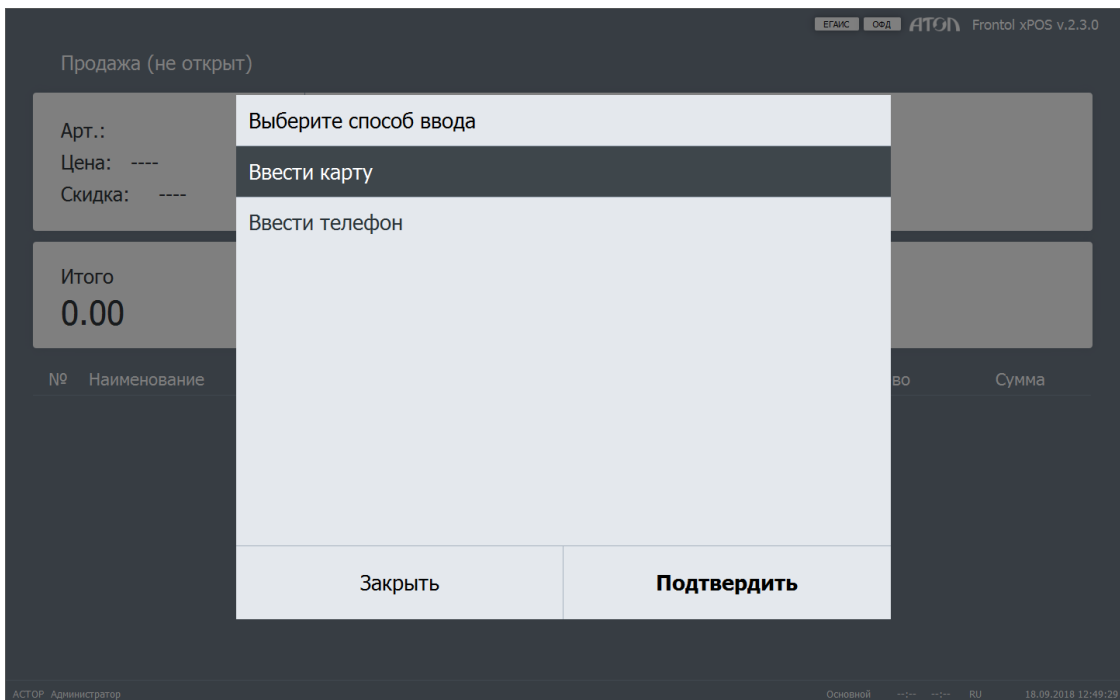 ЕГАИС ОФД АТОЛ Frontol xPOS v.2.3.0
Продажа (не открыт)
Выберите способ ввода
Арт.:
Цена: ----
Скидка: ----
Ввести карту
Ввести телефон
Итого
0.00
№ Наименование во Сумма
Закрыть Подтвердить
АСТОР Администратор Основной --:-- --:-- RU 18.09.2018 12:49:29